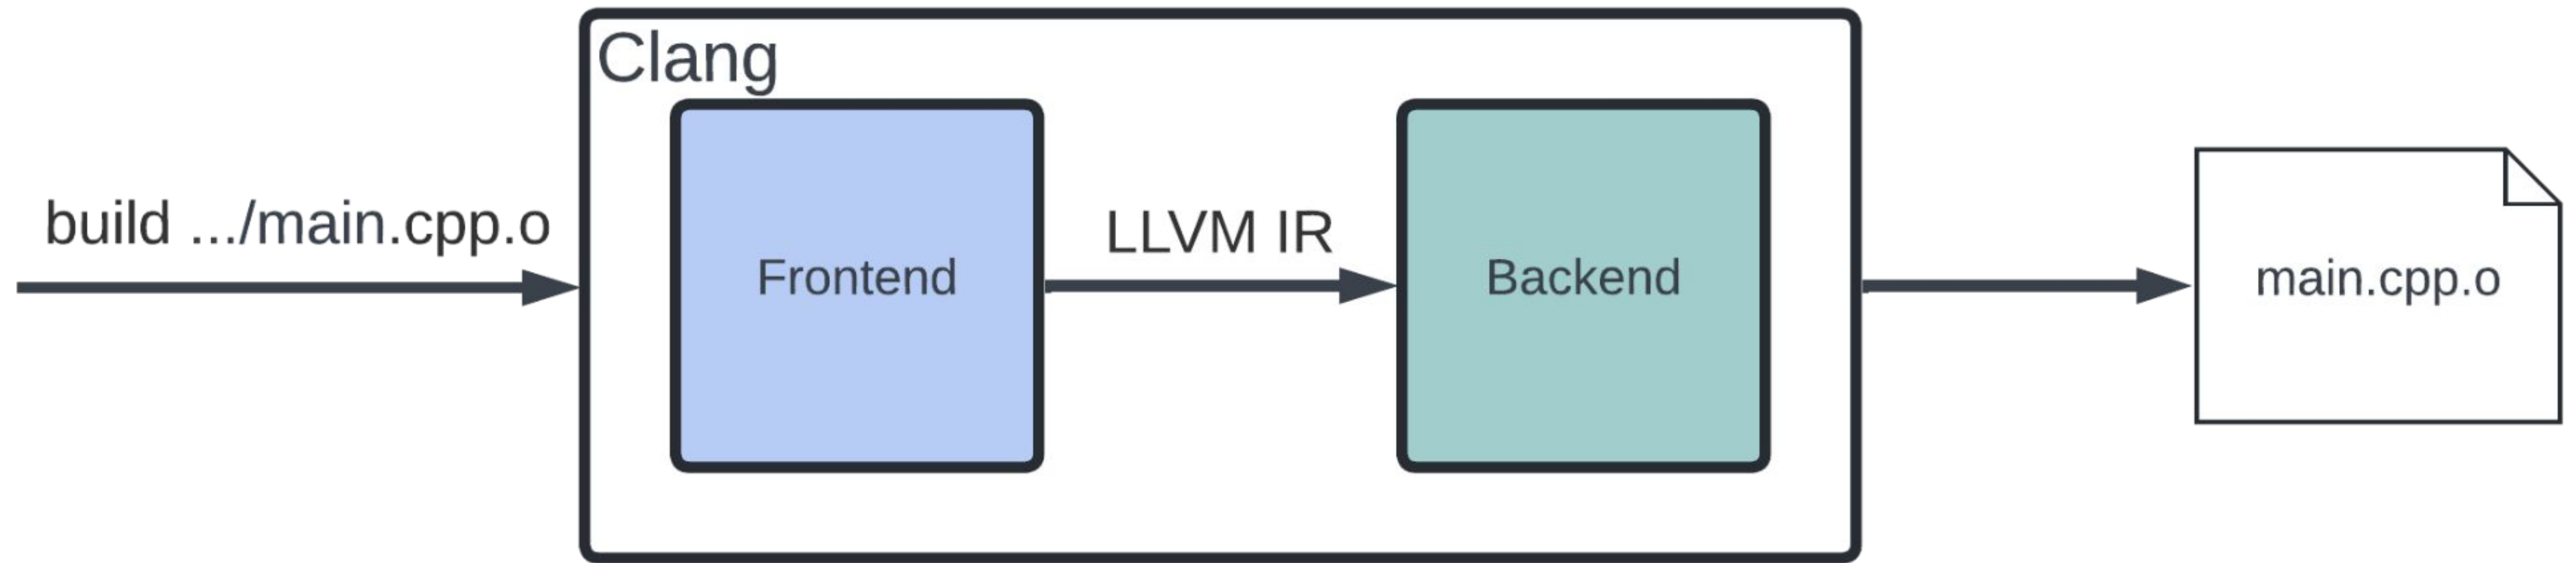 Clang
build .../main.cpp.o
Frontend
LLVM IR
Backend
main.cpp.o